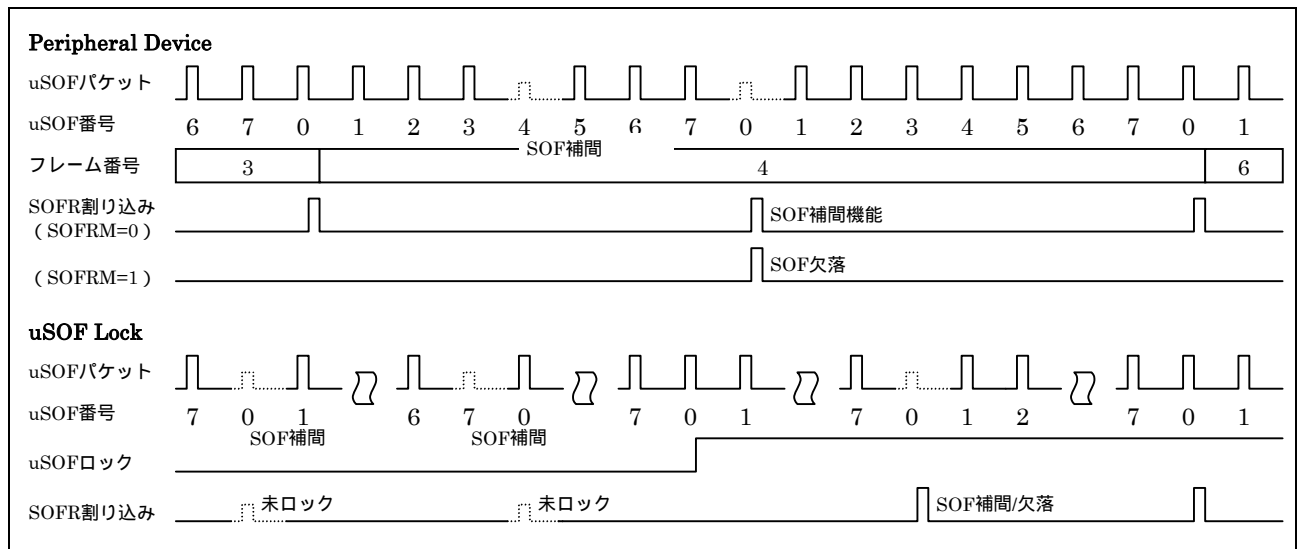 Peripheral Device
uSOFパケット
uSOF番号 6 7 0 1 2 3 4 5 6 7 0 1 2 3 4 5 6 7 0 1
SOF補間
フレーム番号 3 4 6
SOFR割り込み
(SOFRM=0) SOF補間機能
(SOFRM=1) SOF欠落
uSOF Lock
uSOFパケット
uSOF番号 7 0 1 6 7 0 7 0 1 7 0 1 2 7 0 1
SOF補間 SOF補間
uSOFロック
SOFR割り込み 未ロック 未ロック SOF補間/欠落